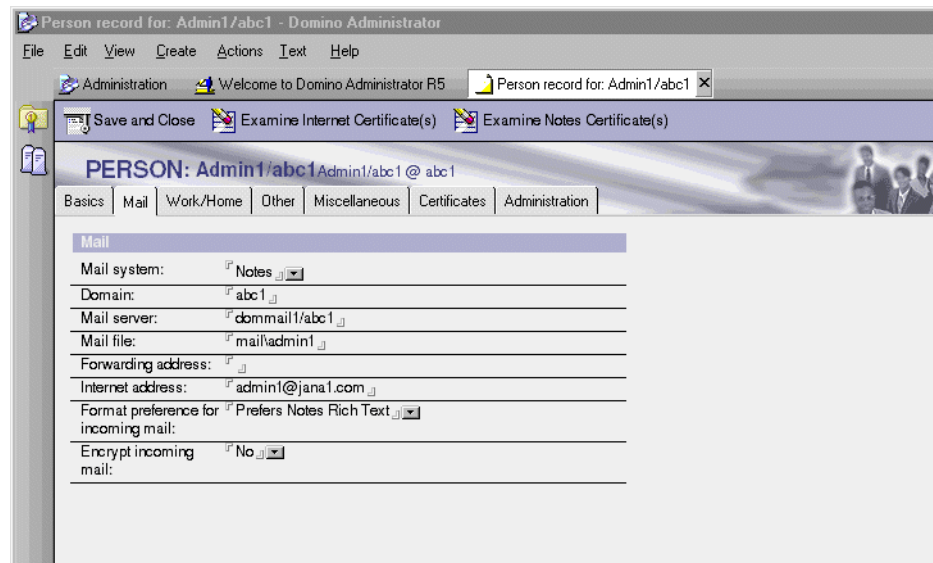 Person record for: Admin1/abc1 - Domino Administrator
File Edit View Create Actions Text Help
Administration Welcome to Domino Administrator R5 Person record for: Admin1/abc1
Save and Close Examine Internet Certificate(s) Examine Notes Certificate(s)
PERSON: Admin1/abc1 Admin1/abc1 @ abc1
Basics Mail Work/Home Other Miscellaneous Certificates Administration
Mail
Mail system: Notes
Domain: abc1
Mail server: dommail1/abc1
Mail file: mail\admin1
Forwarding address:
Internet address: admin1@jana1.com
Format preference for Prefers Notes Rich Text
incoming mail:
Encrypt incoming No
mail: